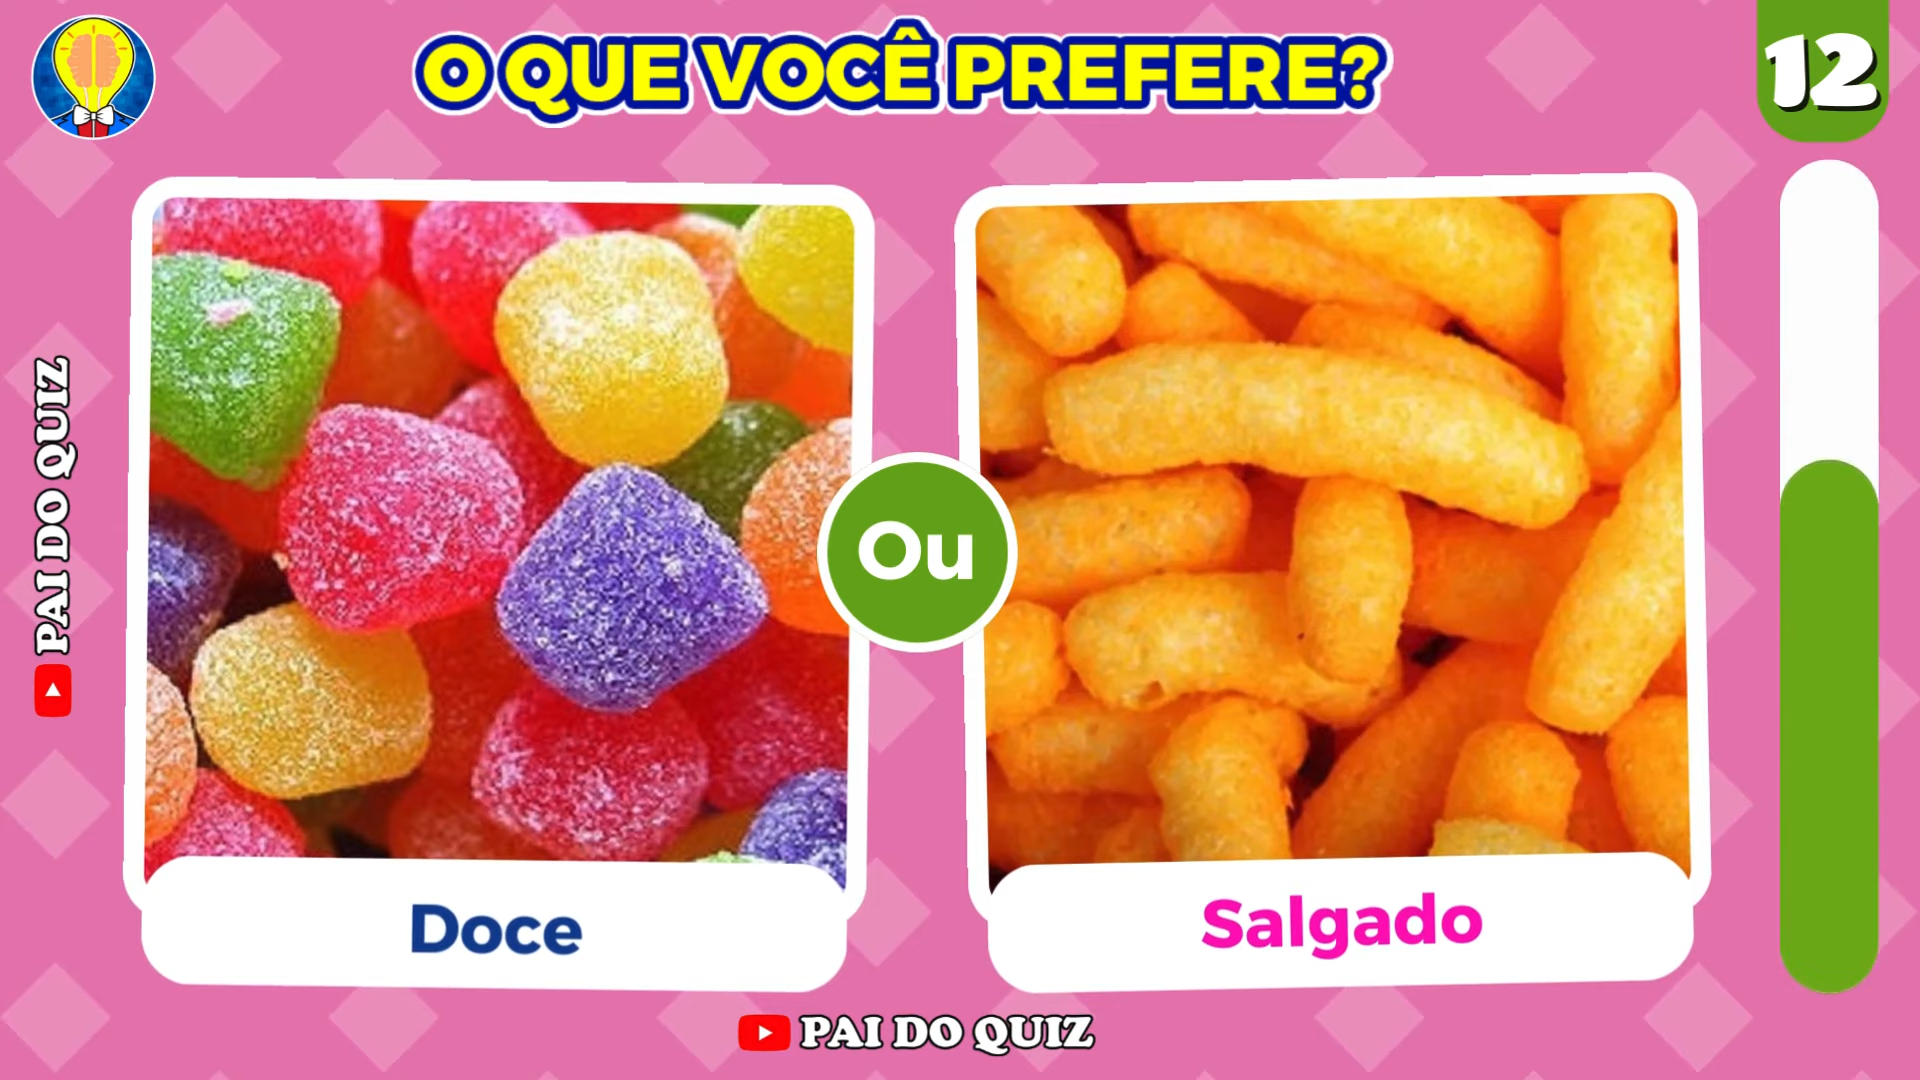 O QUE VOCÊ PREFERE?
12
PAI DO QUIZ
Ou
Doce
Salgado
PAI DO QUIZ